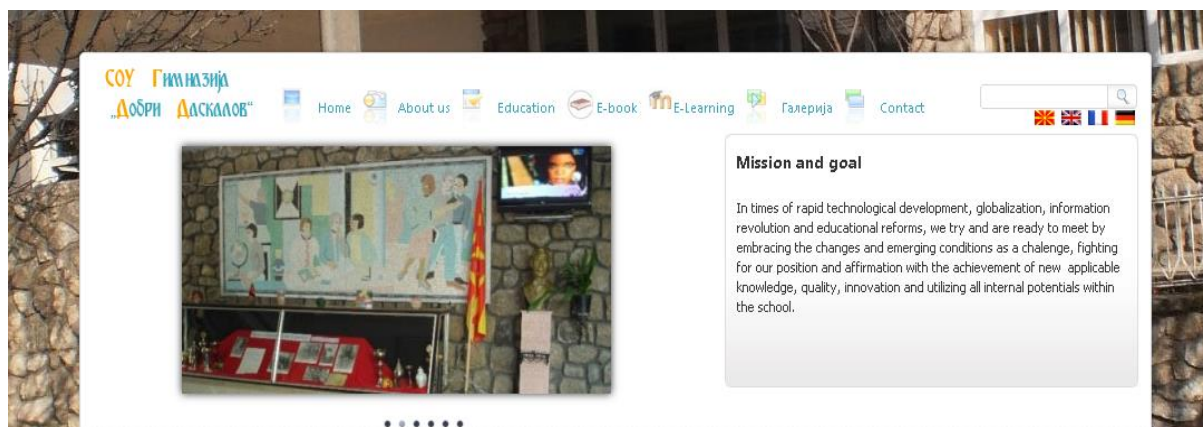 СОУ Гимназија
„Добри Даскалов“
Home About us Education E-book E-Learning Галерија Contact
Mission and goal
In times of rapid technological development, globalization, information
revolution and educational reforms, we try and are ready to meet by
embracing the changes and emerging conditions as a chalenge, fighting
for our position and affirmation with the achievement of new applicable
knowledge, quality, innovation and utilizing all internal potentials within
the school.